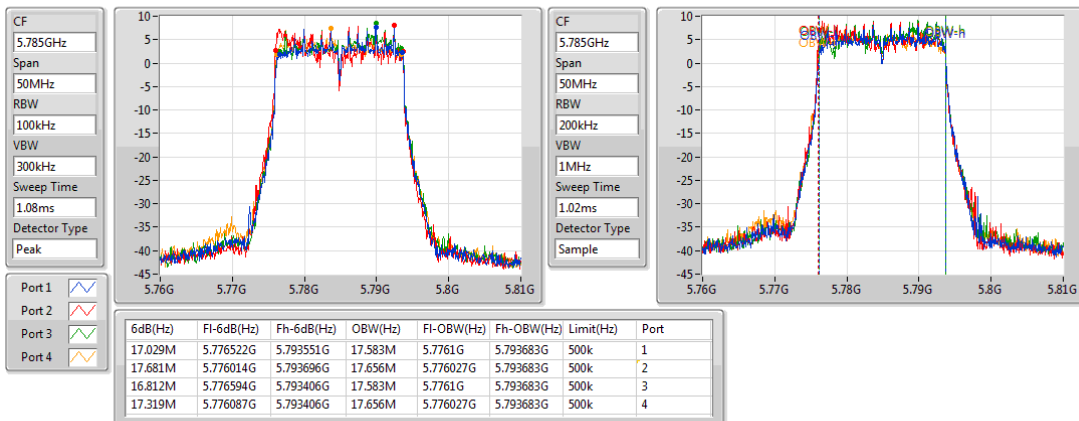 CF
5.785GHz
Span
50MHz
RBW
100kHz
VBW
300kHz
Sweep Time
1.08ms
Detector Type
Peak
10
5
0
-5
-10
-15
-20
-25
-30
-35
-40
-45
5.76G 5.77G 5.78G 5.79G 5.8G 5.81G
CF
5.785GHz
Span
50MHz
RBW
200kHz
VBW
1MHz
Sweep Time
1.02ms
Detector Type
Sample
10
5
0
-5
-10
-15
-20
-25
-30
-35
-40
-45
OBW-h
5.76G 5.77G 5.78G 5.79G 5.8G 5.81G
Port 1
Port 2
Port 3
Port 4
6dB(Hz) Fl-6dB(Hz) Fh-6dB(Hz) OBW(Hz) Fl-OBW(Hz) Fh-OBW(Hz) Limit(Hz) Port
17.029M 5.776522G 5.793551G 17.583M 5.7761G 5.793683G 500k 1
17.681M 5.776014G 5.793696G 17.656M 5.776027G 5.793683G 500k 2
16.812M 5.776594G 5.793406G 17.583M 5.7761G 5.793683G 500k 3
17.319M 5.776087G 5.793406G 17.656M 5.776027G 5.793683G 500k 4